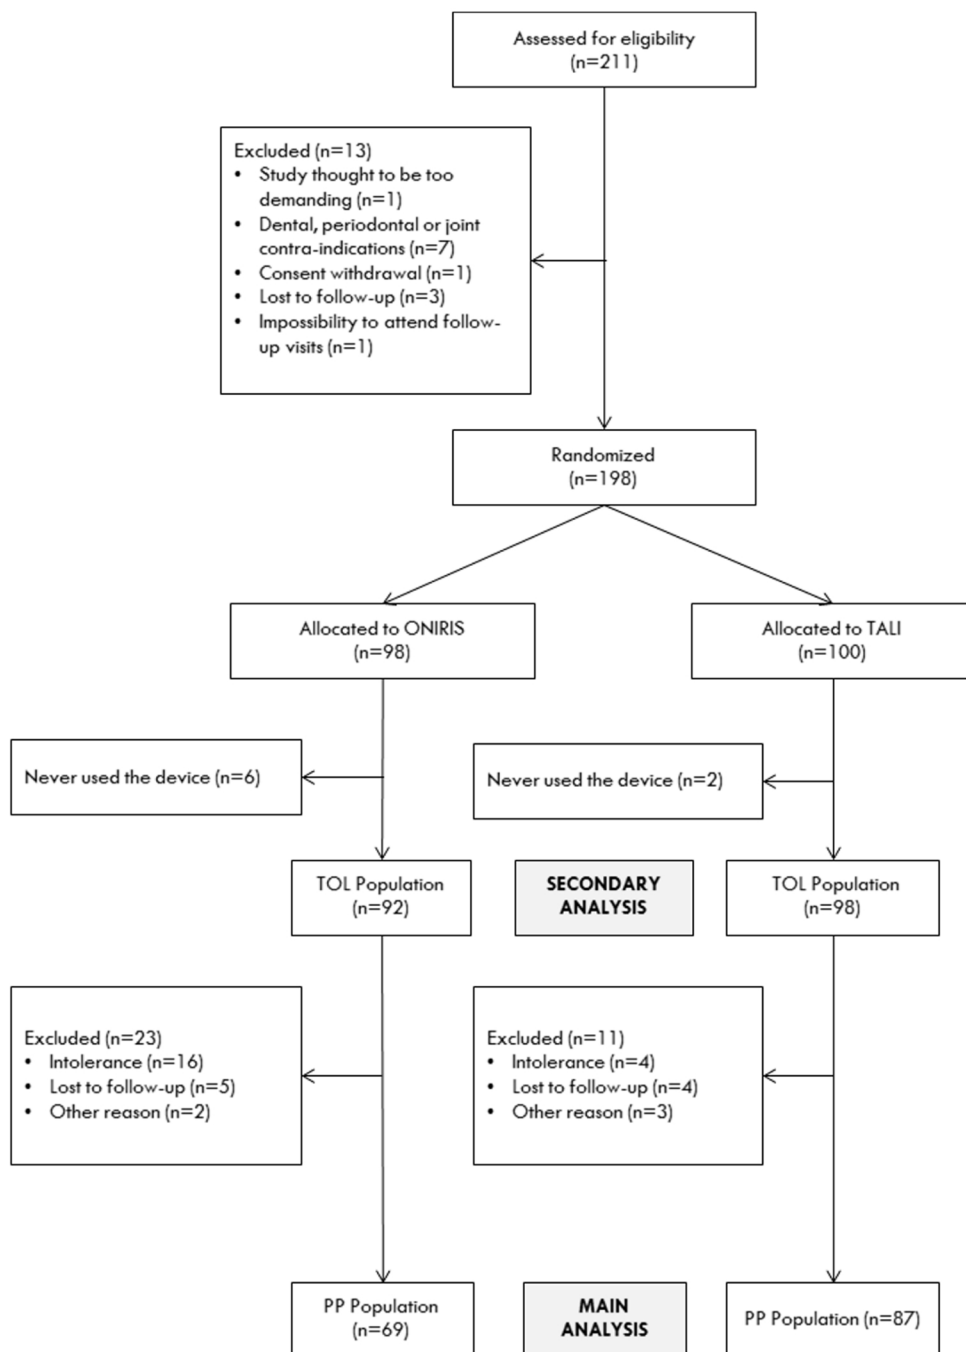 Assessed for eligibility
(n=211)
Excluded (n=13)
• Study thought to be too
demanding (n=1)
• Dental, periodontal or joint
contra-indications (n=7)
• Consent withdrawal (n=1)
• Lost to follow-up (n=3)
• Impossibility to attend follow-
up visits (n=1)
Randomized
(n=198)
Allocated to ONIRIS
(n=98)
Allocated to TALI
(n=100)
Never used the device (n=6)
Never used the device (n=2)
TOL Population
(n=92)
SECONDARY
ANALYSIS
TOL Population
(n=98)
Excluded (n=23)
• Intolerance (n=16)
• Lost to follow-up (n=5)
• Other reason (n=2)
Excluded (n=11)
• Intolerance (n=4)
• Lost to follow-up (n=4)
• Other reason (n=3)
PP Population
(n=69)
MAIN
ANALYSIS
PP Population (n=87)